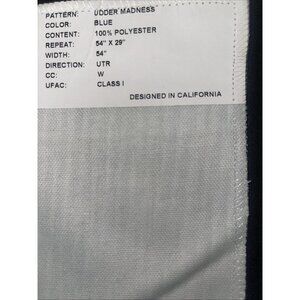 PATTERN: UDDER MADNESS
COLOR: BLUE
CONTENT: 100% POLYESTER
REPEAT: 54" X 29"
WIDTH: 54"
DIRECTION: UTR
CC: W
UPAC: CLASS I
DESIGNED IN CALIFORNIA